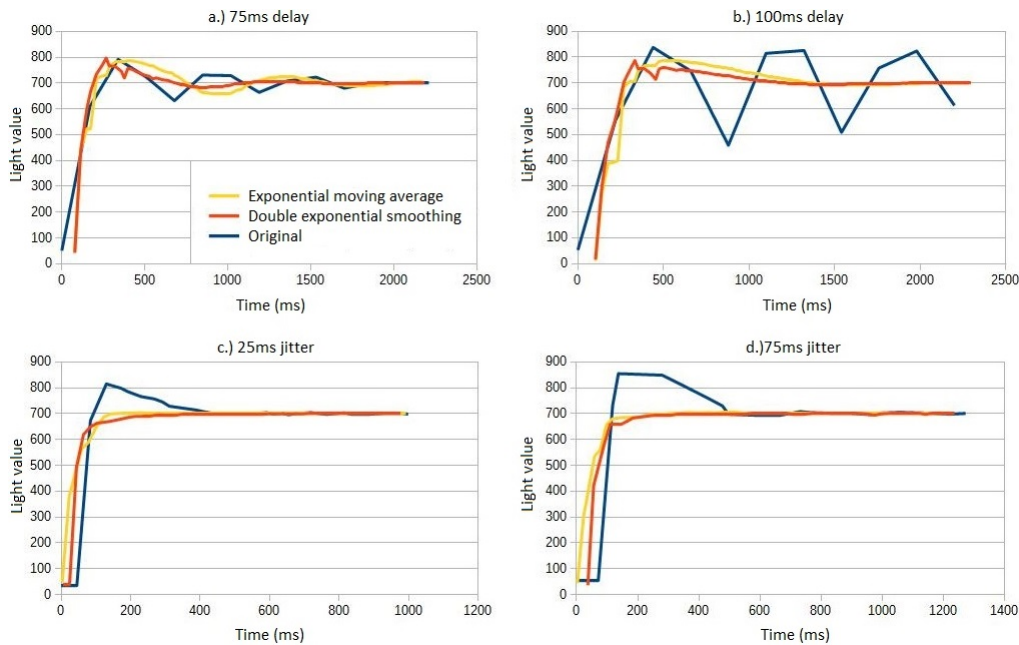 a.) 75ms delay
900
800
700
600
500
400
300
200
100
0
Light value
0 500 1000 1500 2000 2500
Time (ms)
Exponential moving average
Double exponential smoothing
Original
b.) 100ms delay
900
800
700
600
500
400
300
200
100
0
Light value
0 500 1000 1500 2000 2500
Time (ms)
c.) 25ms jitter
900
800
700
600
500
400
300
200
100
0
Light value
0 200 400 600 800 1000 1200
Time (ms)
d.)75ms jitter
900
800
700
600
500
400
300
200
100
0
Light value
0 200 400 600 800 1000 1200 1400
Time (ms)